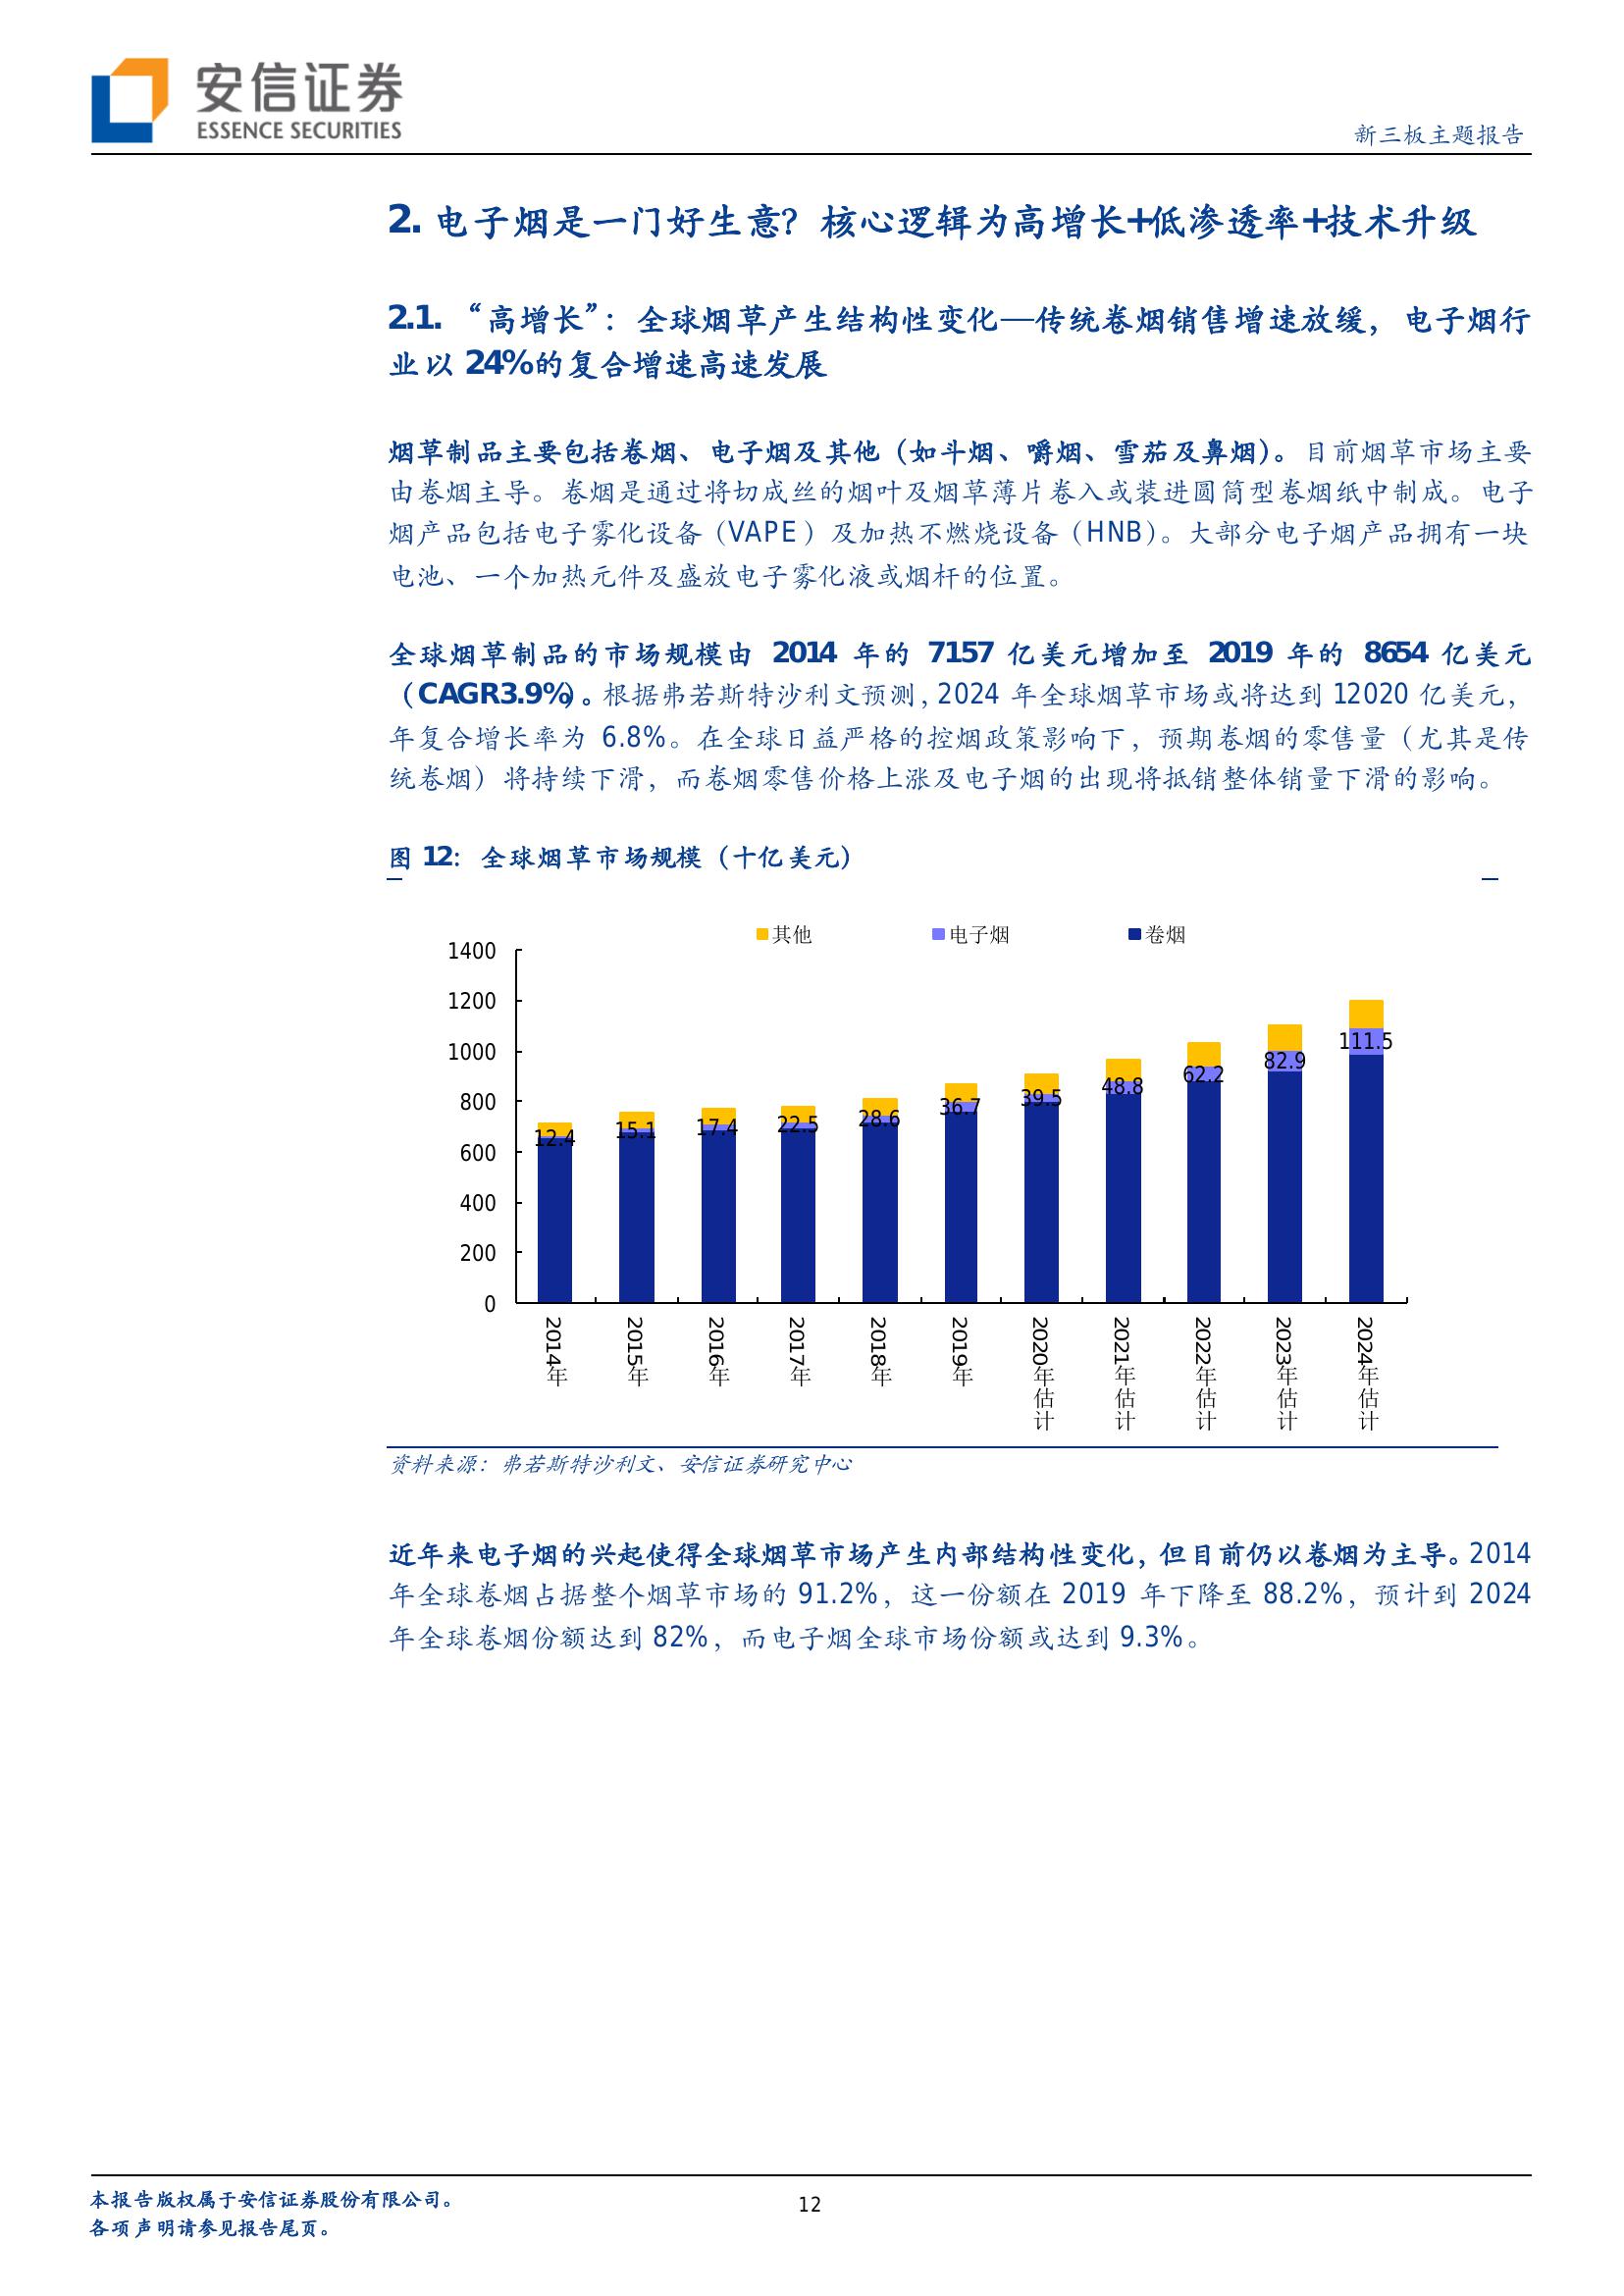 安信证券
ESSENCE SECURITIES
新三板主题报告
2. 电子烟是一门好生意？核心逻辑为高增长+低渗透率+技术升级
2.1. “高增长”：全球烟草产生结构性变化—传统卷烟销售增速放缓，电子烟行
业以 24%的复合增速高速发展
烟草制品主要包括卷烟、电子烟及其他（如斗烟、嚼烟、雪茄及鼻烟）。目前烟草市场主要
由卷烟主导。卷烟是通过将切成丝的烟叶及烟草薄片卷入或装进圆筒型卷烟纸中制成。电子
烟产品包括电子雾化设备（VAPE）及加热不燃烧设备（HNB）。大部分电子烟产品拥有一块
电池、一个加热元件及盛放电子雾化液或烟杆的位置。
全球烟草制品的市场规模由 2014 年的 7157 亿美元增加至 2019 年的 8654 亿美元
（CAGR3.9%）。根据弗若斯特沙利文预测，2024 年全球烟草市场或将达到 12020 亿美元，
年复合增长率为 6.8%。在全球日益严格的控烟政策影响下，预期卷烟的零售量（尤其是传
统卷烟）将持续下滑，而卷烟零售价格上涨及电子烟的出现将抵销整体销量下滑的影响。
图 12：全球烟草市场规模（十亿美元）
其他 电子烟 卷烟
1400
1200
1000
800
600
400
200
0
12.4 15.1 17.4 22.5 28.6 36.7 39.5 48.8 62.2 82.9 111.5
2014年 2015年 2016年 2017年 2018年 2019年 2020年估计 2021年估计 2022年估计 2023年估计 2024年估计
资料来源：弗若斯特沙利文、安信证券研究中心
近年来电子烟的兴起使得全球烟草市场产生内部结构性变化，但目前仍以卷烟为主导。2014
年全球卷烟占据整个烟草市场的 91.2%，这一份额在 2019 年下降至 88.2%，预计到 2024
年全球卷烟份额达到 82%，而电子烟全球市场份额或达到 9.3%。
本报告版权属于安信证券股份有限公司。
各项声明请参见报告尾页。
12